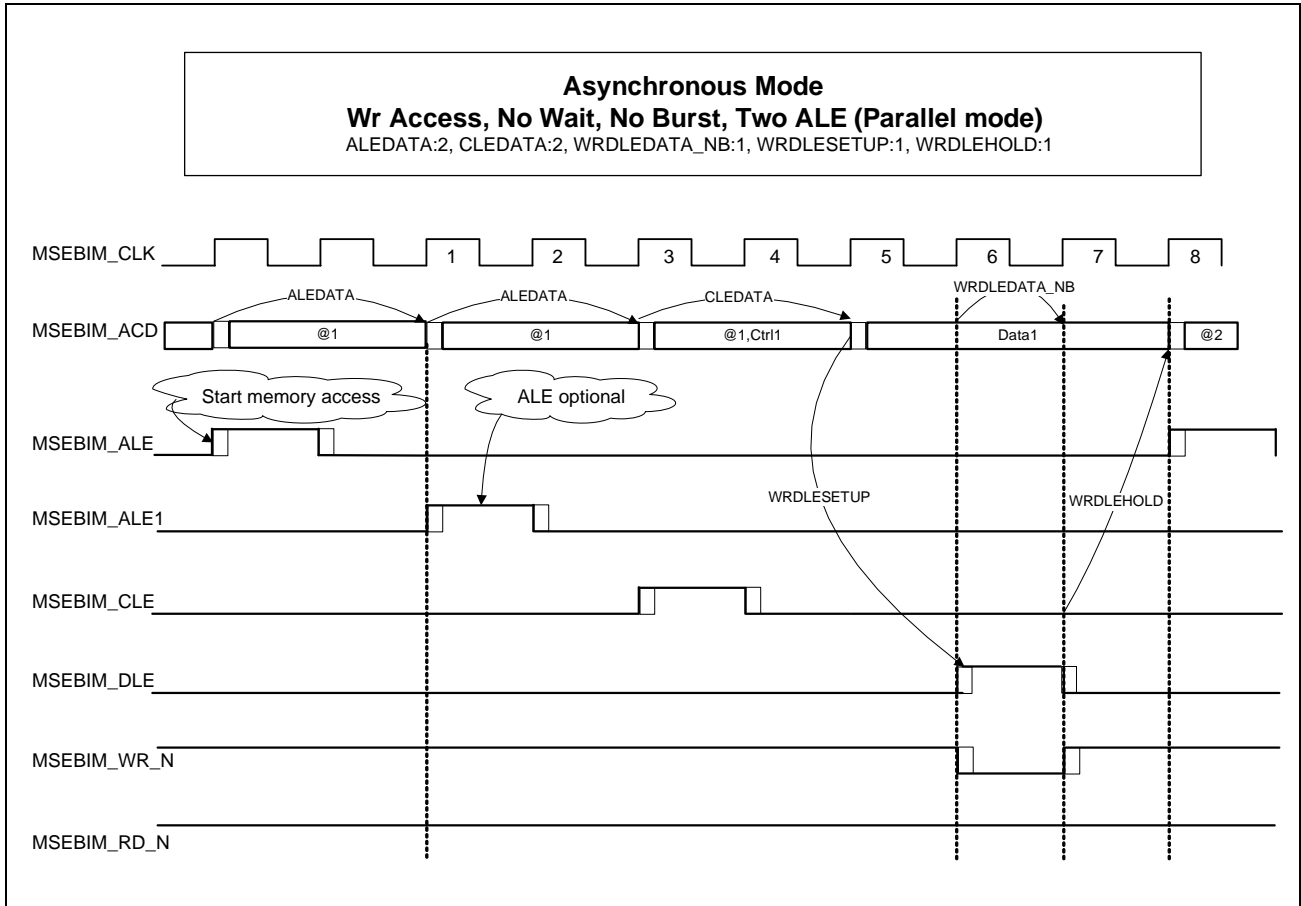 Asynchronous Mode
Wr Access, No Wait, No Burst, Two ALE (Parallel mode)
ALEDATA:2, CLEDATA:2, WRDLEDATA_NB:1, WRDLESETUP:1, WRDLEHOLD:1
MSEBIM_CLK
1 2 3 4 5 6 7 8
ALEDATA ALEDATA CLEDATA WRDLEDATA_NB
MSEBIM_ACD
@1 @1 @1,Ctrl1 Data1 @2
Start memory access ALE optional
MSEBIM_ALE
WRDLESETUP WRDLEHOLD
MSEBIM_ALE1
MSEBIM_CLE
MSEBIM_DLE
MSEBIM_WR_N
MSEBIM_RD_N